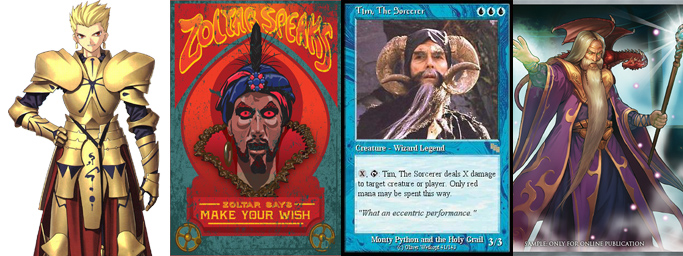 ZOLTAR SPEAKS
ZOLTAR SAYS
MAKE YOUR WISH
Tim, The Sorcerer
Creature - Wizard Legend
X, : Tim, The Sorcerer deals X damage
to target creature or player. Only red
mana may be spent this way.
"What an eccentric performance."
Monty Python and the Holy Grail
3/3
SAMPLE: ONLY FOR ONLINE PUBLICATION